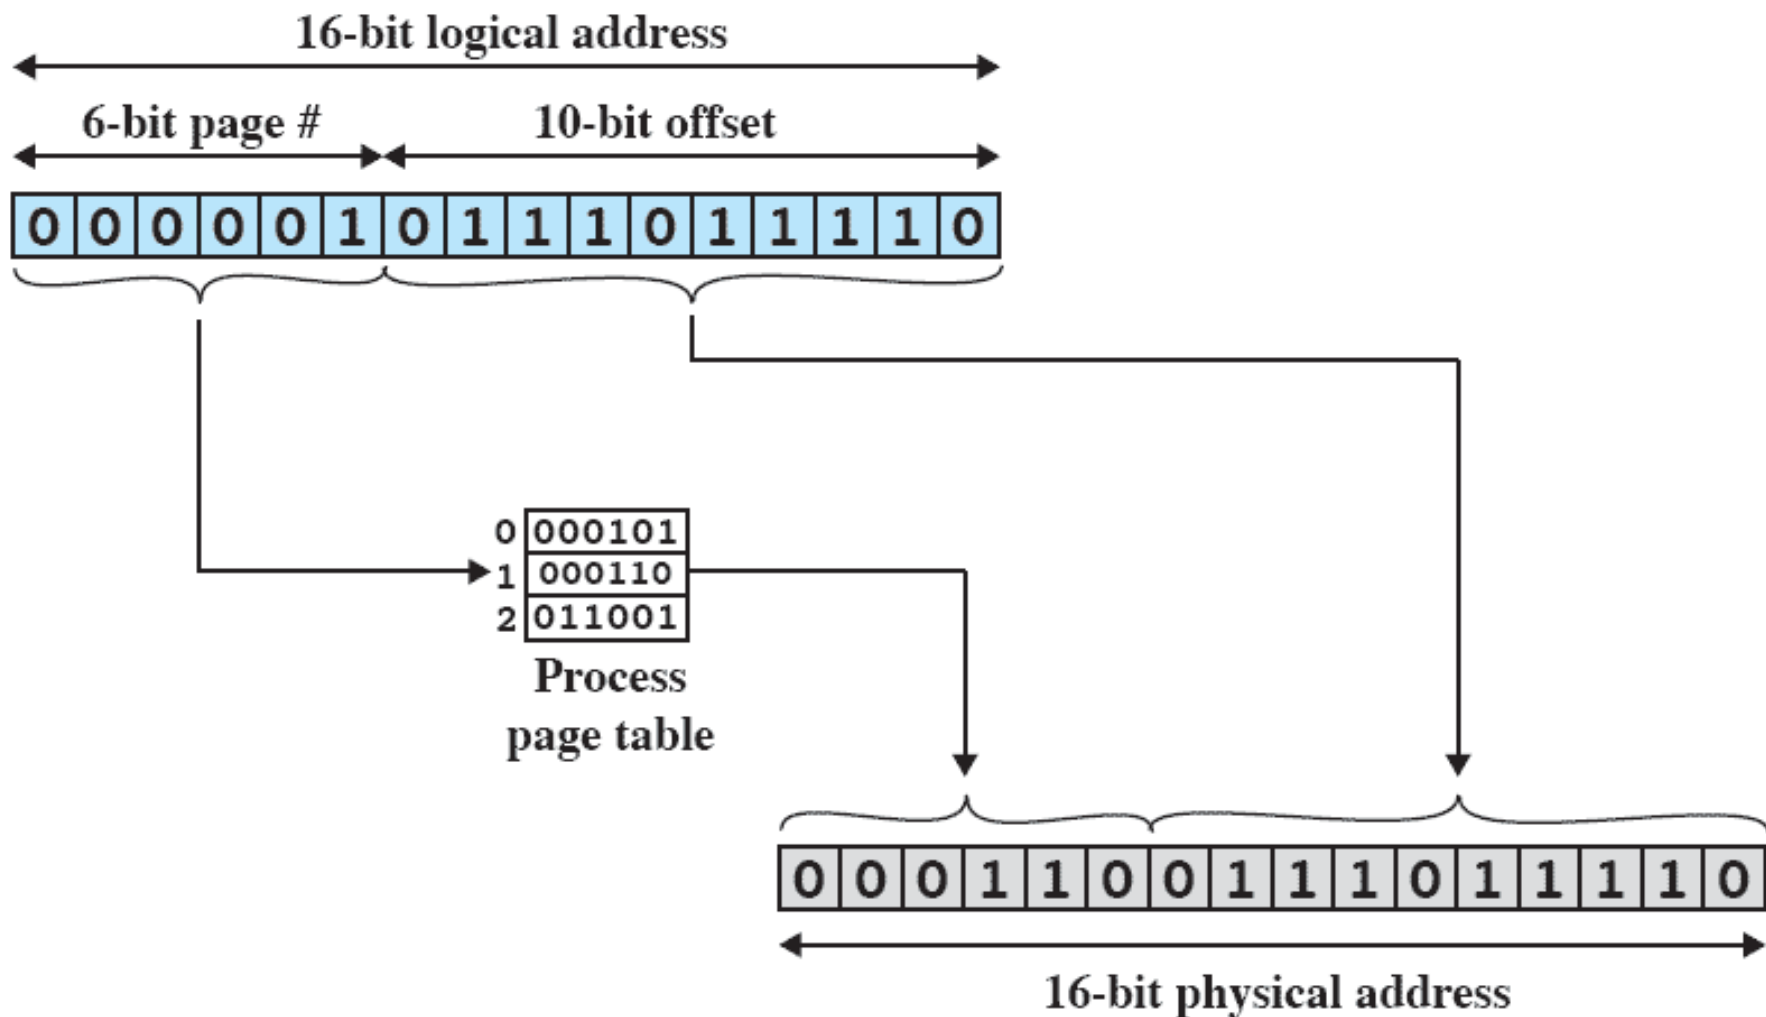 16-bit logical address
6-bit page # 10-bit offset
0 0 0 0 0 1 0 1 1 1 0 1 1 1 1 0
0 000101
1 000110
2 011001
Process
page table
0 0 0 1 1 0 0 1 1 1 0 1 1 1 1 0
16-bit physical address